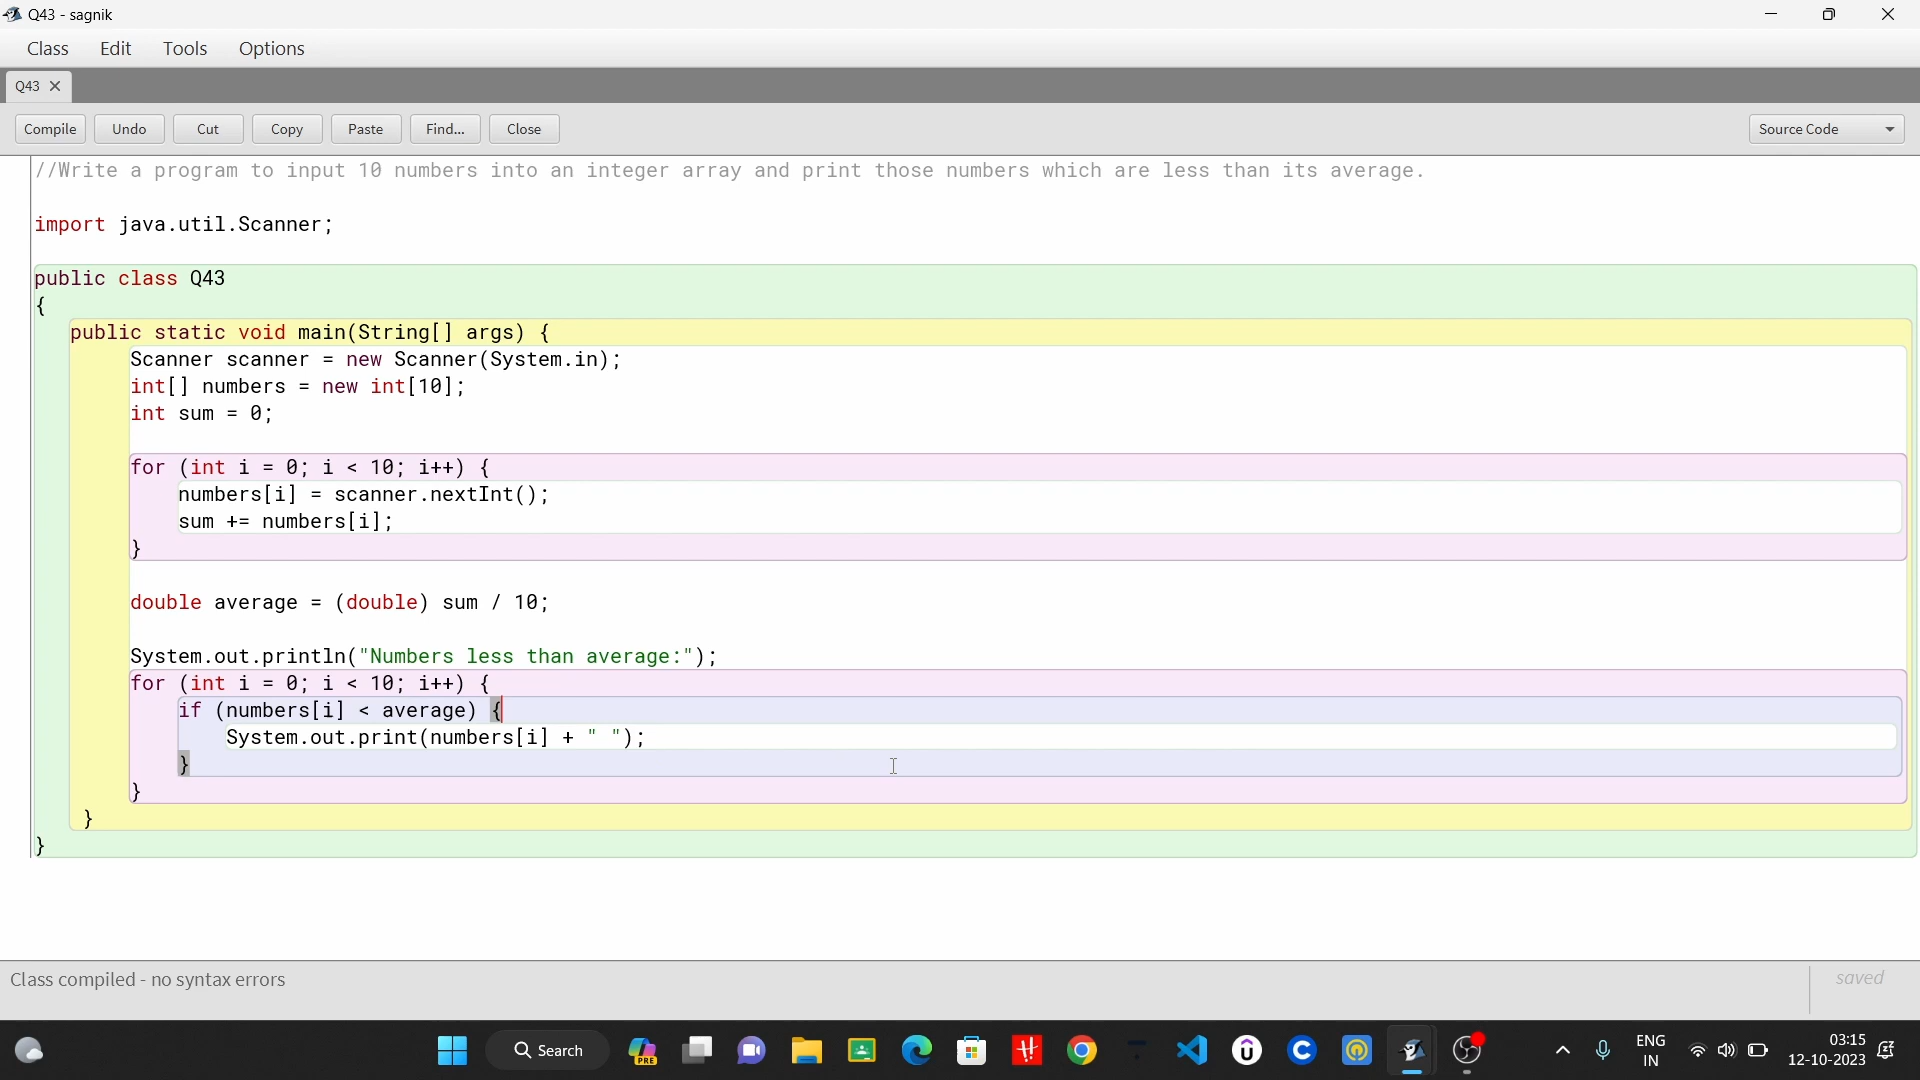 Q43 - sagnik
Class Edit Tools Options
Q43
Compile Undo Cut Copy Paste Find... Close Source Code
//Write a program to input 10 numbers into an integer array and print those numbers which are less than its average.
import java.util.Scanner;
public class Q43
{
public static void main(String[] args) {
Scanner scanner = new Scanner(System.in);
int[] numbers = new int[10];
int sum = 0;
for (int i = 0; i < 10; i++) {
numbers[i] = scanner.nextInt();
sum += numbers[i];
}
double average = (double) sum / 10;
System.out.println("Numbers less than average:");
for (int i = 0; i < 10; i++) {
if (numbers[i] < average) {
System.out.print(numbers[i] + " ");
}
}
}
}
Class compiled - no syntax errors
saved
Search
PRE
ENG
IN
03:15
12-10-2023